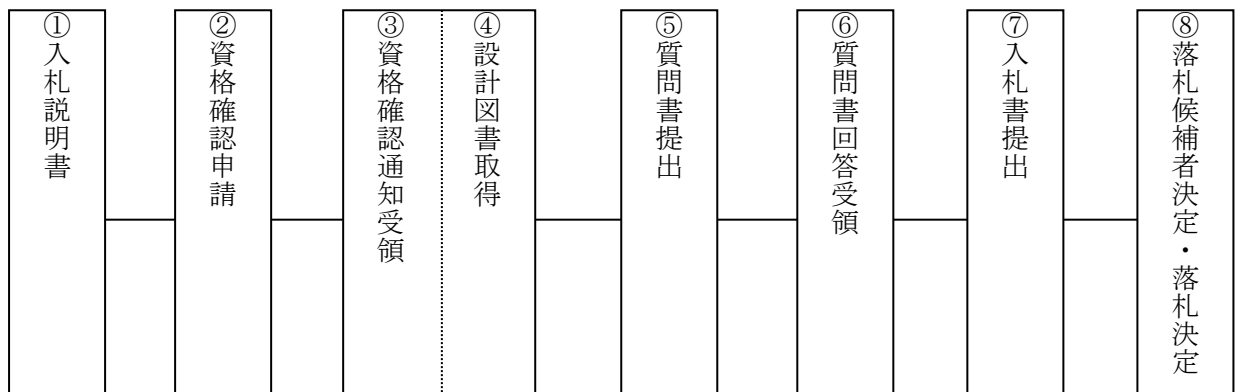 ①入札説明書
②資格確認申請
③資格確認通知受領
④設計図書取得
⑤質問書提出
⑥質問書回答受領
⑦入札書提出
⑧落札候補者決定・落札決定